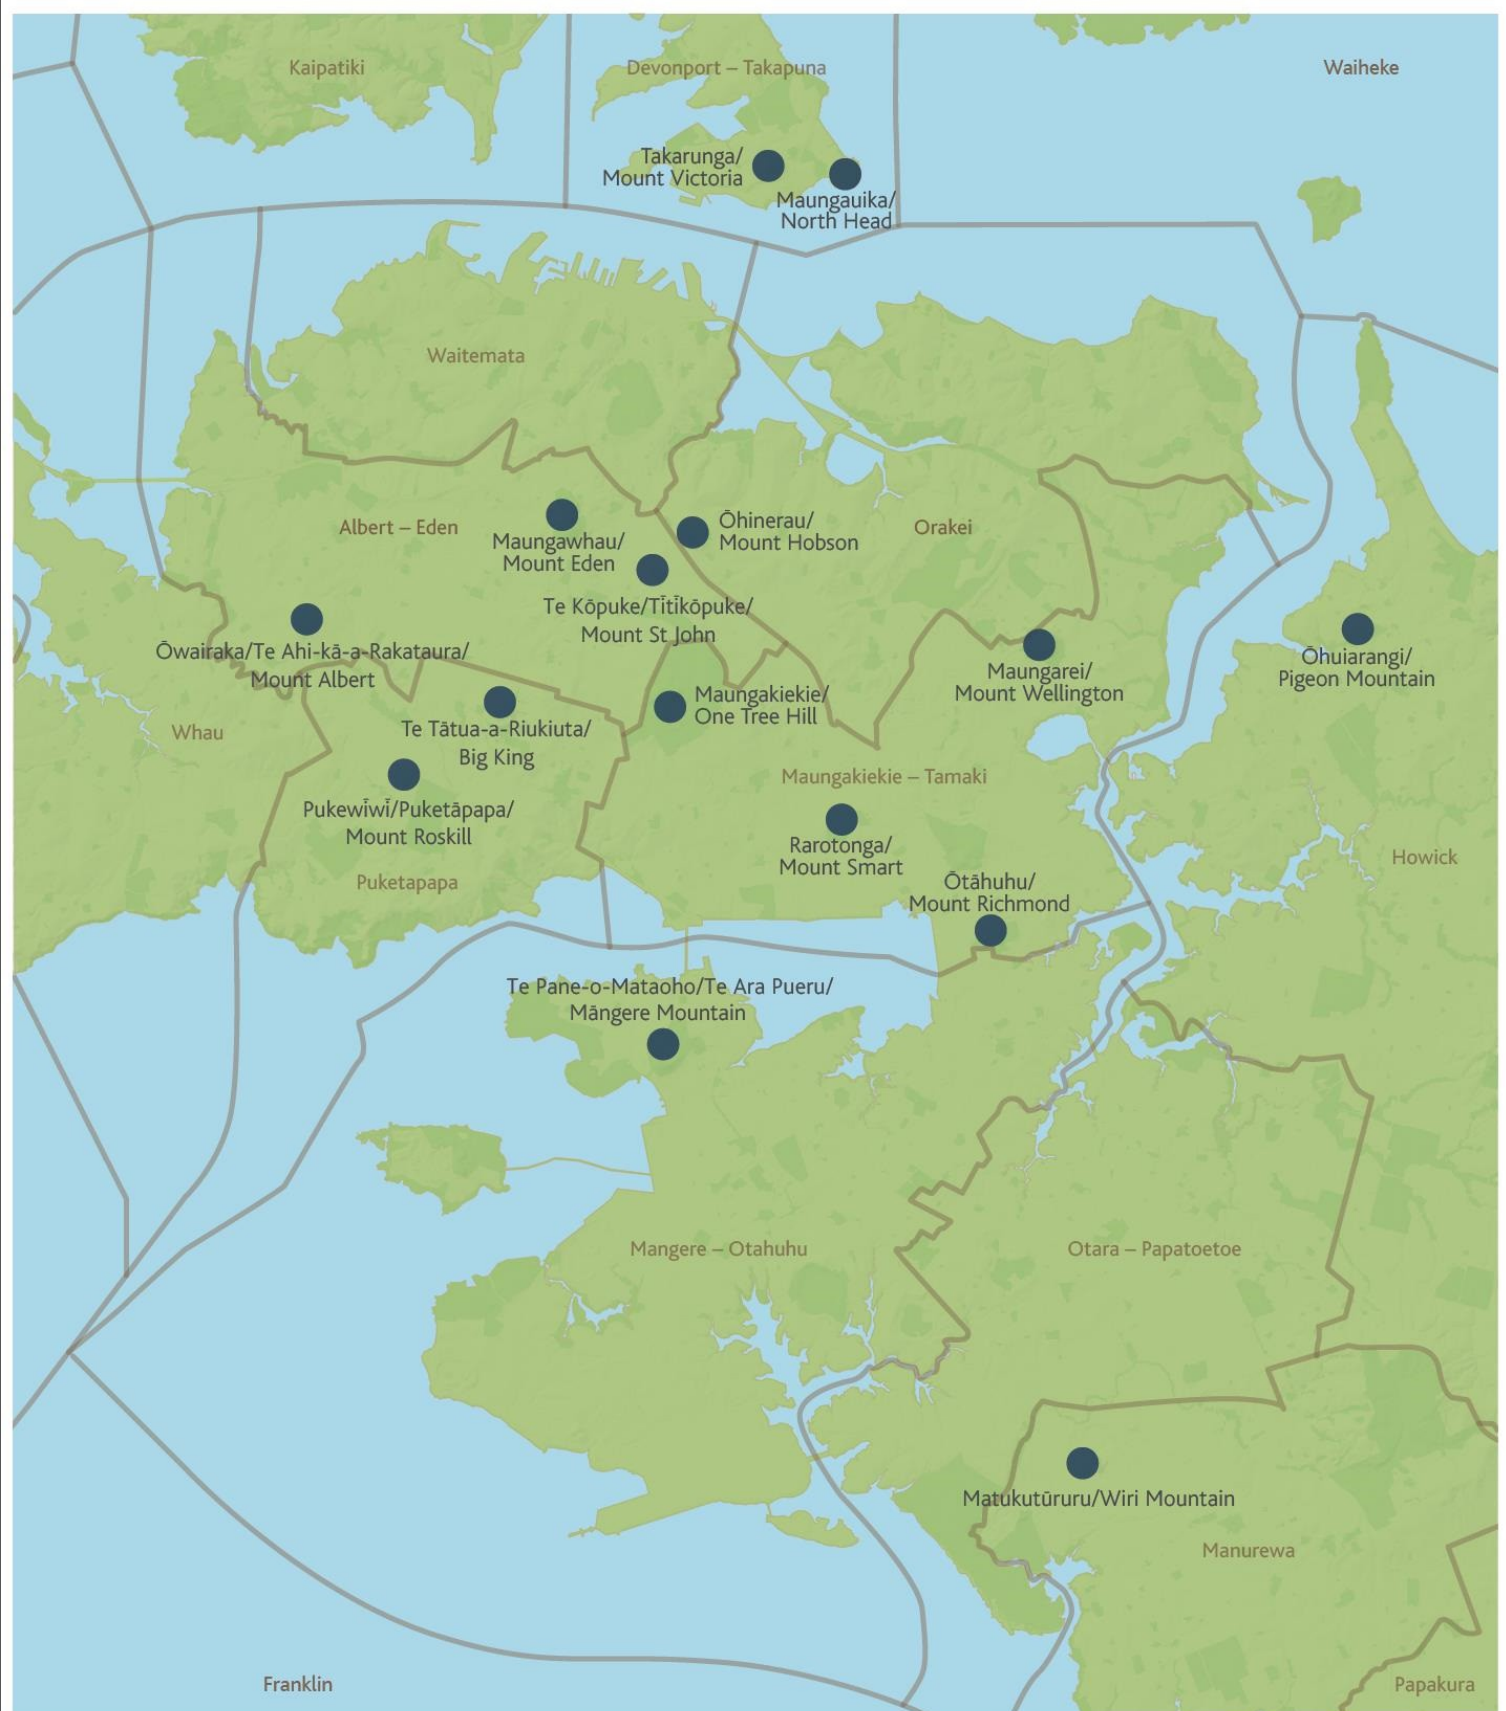 Kaipatiki
Devonport – Takapuna
Waiheke
Takarunga/
Mount Victoria
Maungauika/
North Head
Waitemata
Albert – Eden
Maungawhau/
Mount Eden
Ōhinerau/
Mount Hobson
Orakei
Te Kōpuke/Tītīkōpuke/
Mount St John
Ōwairaka/Te Ahi-kā-a-Rakataura/
Mount Albert
Maungarei/
Mount Wellington
Ōhuiarangi/
Pigeon Mountain
Maungakiekie/
One Tree Hill
Whau
Te Tātua-a-Riukiuta/
Big King
Pukewīwī/Puketāpapa/
Mount Roskill
Maungakiekie – Tamaki
Rarotonga/
Mount Smart
Howick
Puketapapa
Ōtāhuhu/
Mount Richmond
Te Pane-o-Mataoho/Te Ara Pueru/
Māngere Mountain
Mangere – Otahuhu
Otara – Papatoetoe
Matukutūruru/Wiri Mountain
Manurewa
Franklin
Papakura